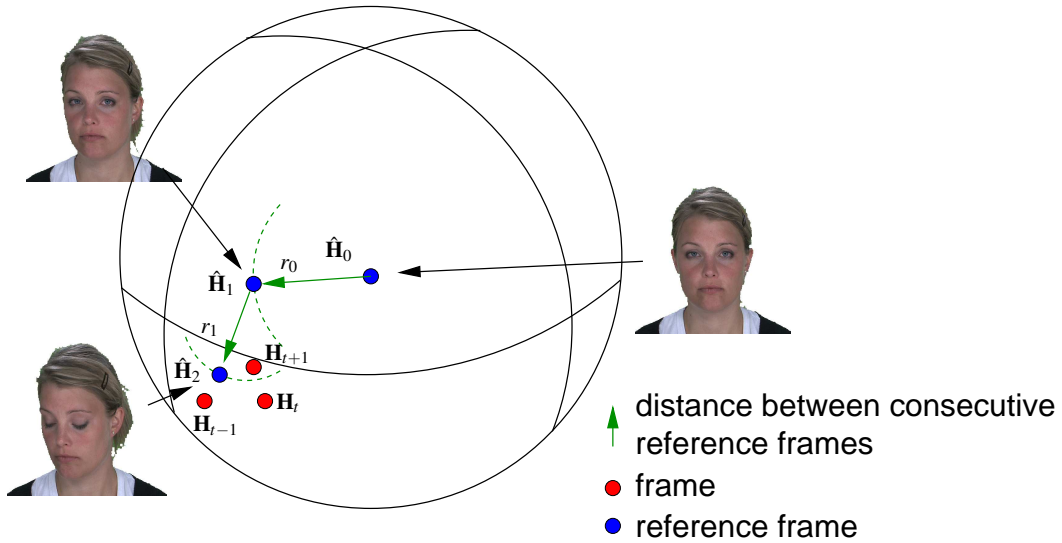 Ĥ₀
r₀
Ĥ₁
r₁
Hₜ₊₁
Ĥ₂
Hₜ
Hₜ₋₁
distance between consecutive
reference frames
frame
reference frame